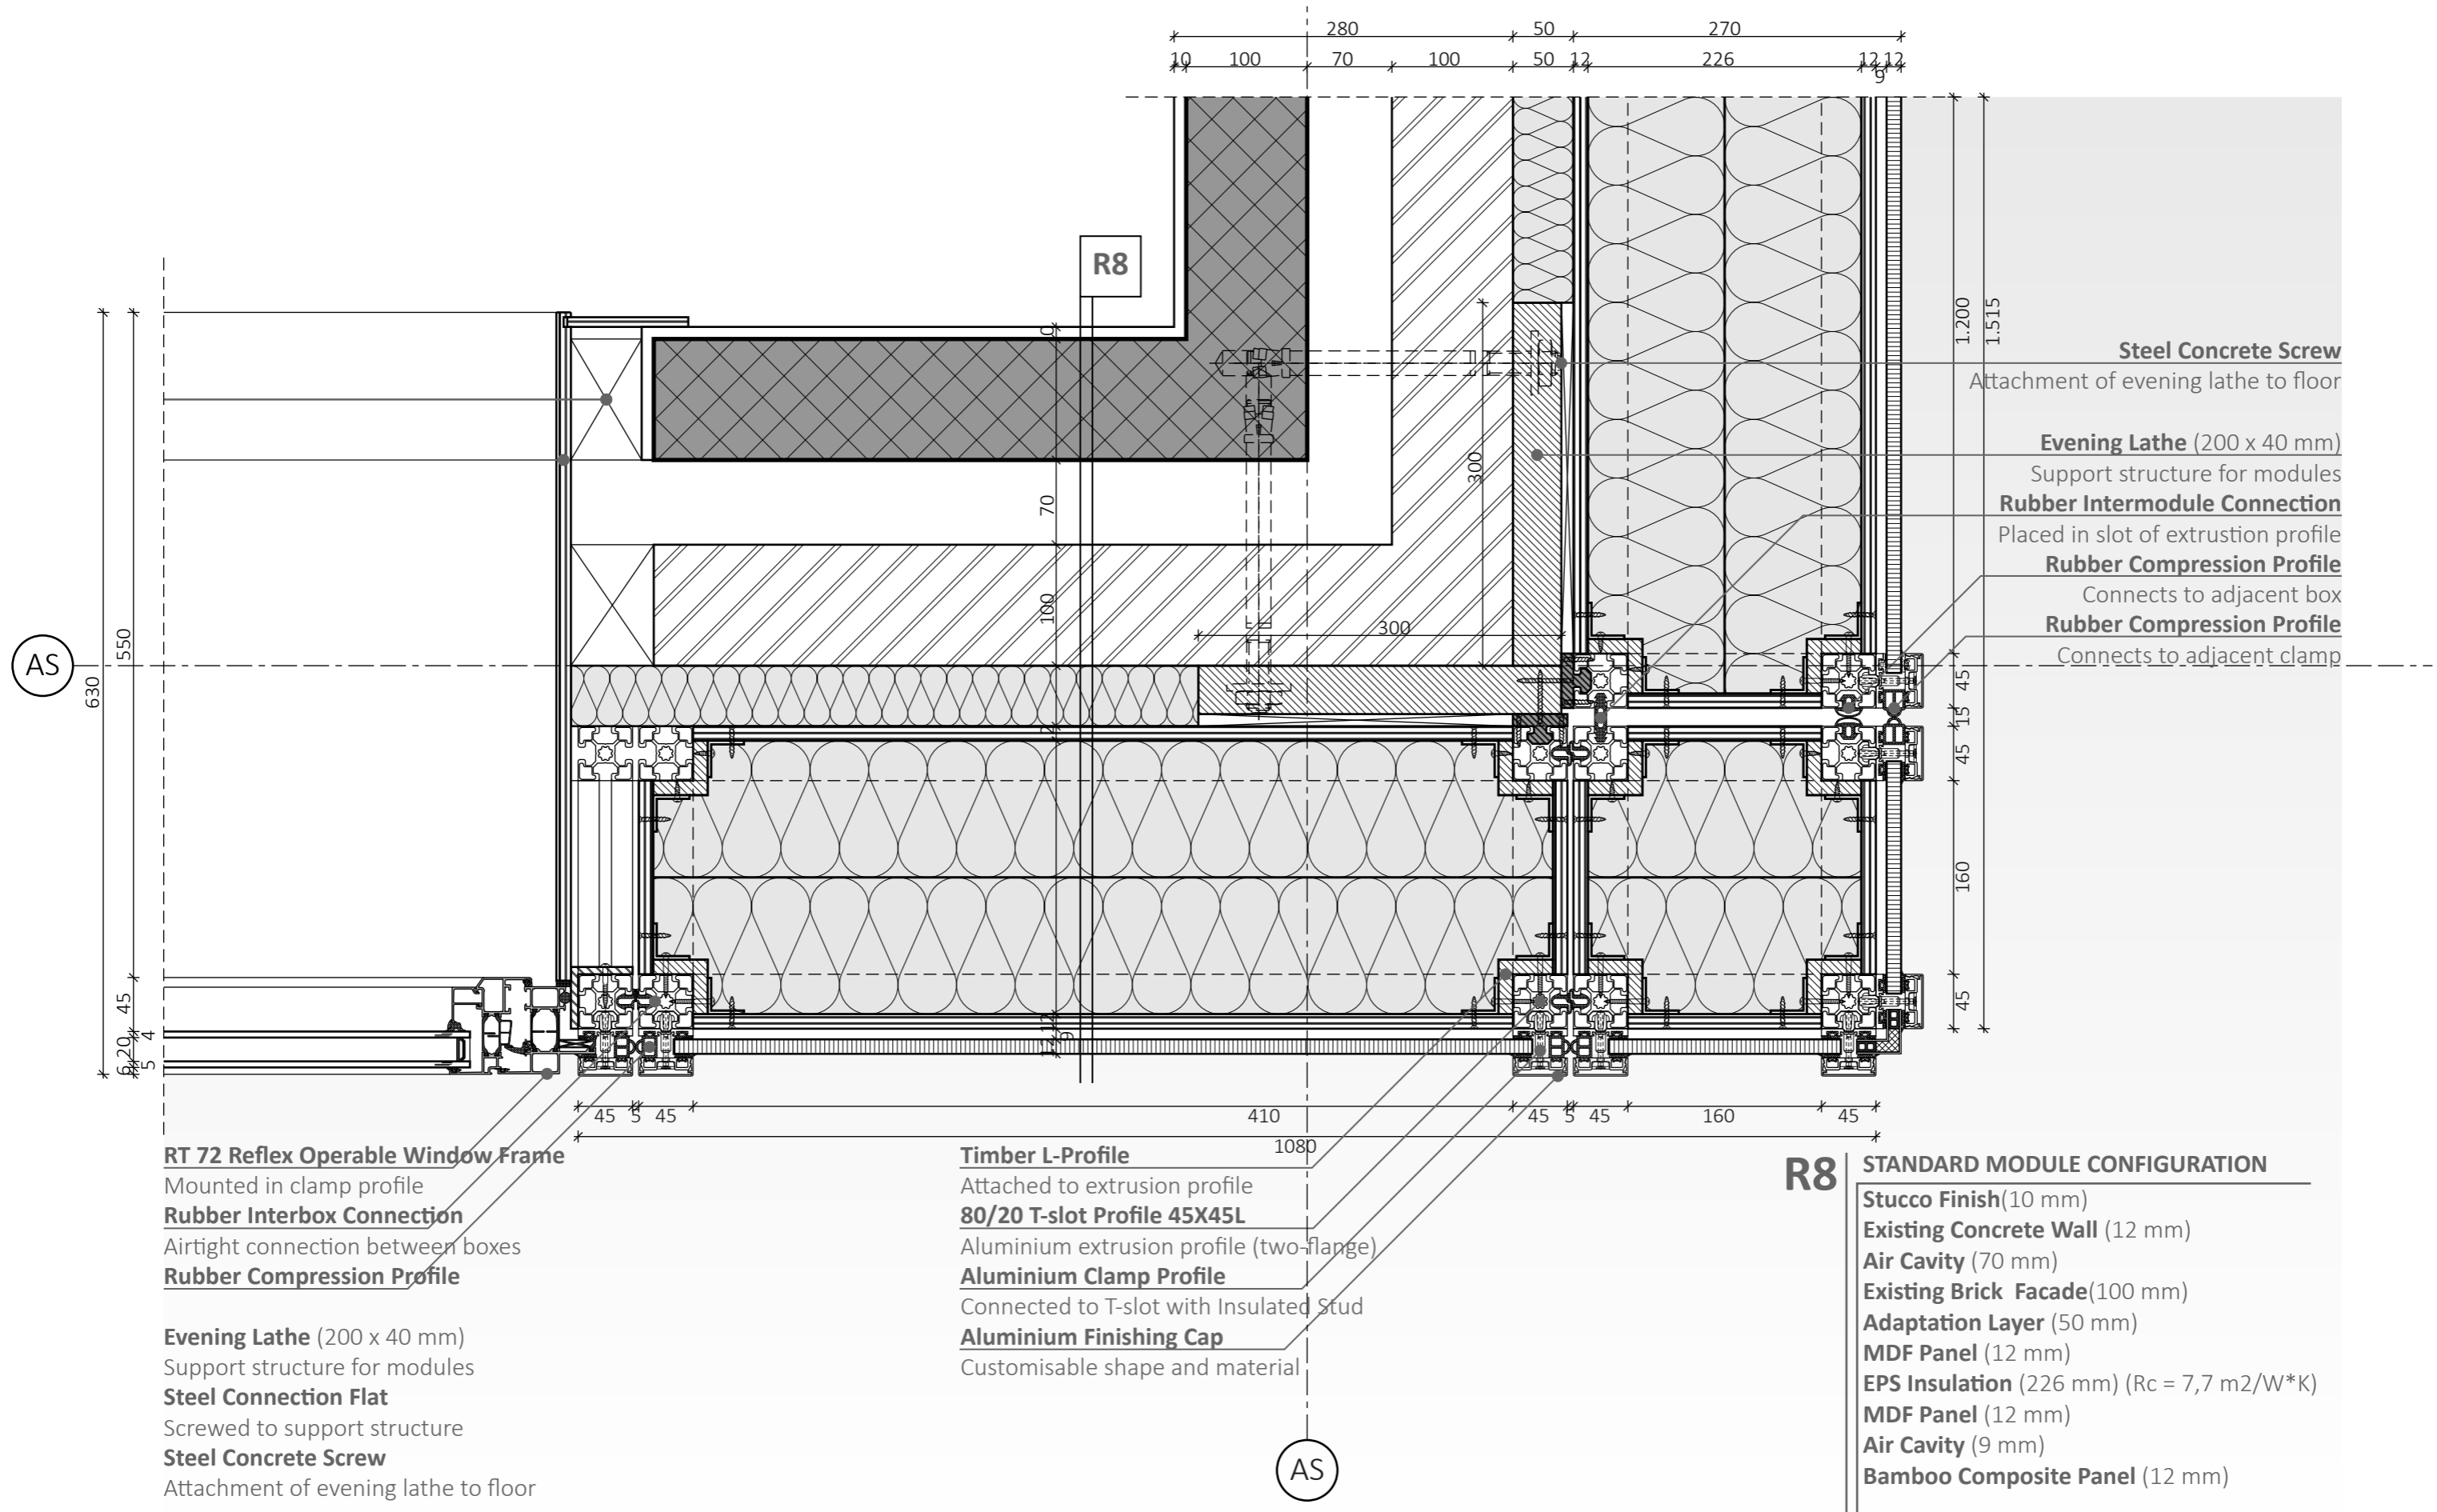 280 50 270
10 100 70 100 50 12 226 12 9 12
R8
1.200 1.515
Steel Concrete Screw
Attachment of evening lathe to floor
Evening Lathe (200 x 40 mm)
Support structure for modules
Rubber Intermodule Connection
Placed in slot of extrustion profile
Rubber Compression Profile
Connects to adjacent box
Rubber Compression Profile
Connects to adjacent clamp
300
70
100
300
AS
550
630
45
15
45
160
45
45
4
20
6 5
12
9
12
45 5 45 410 45 5 45 160 45
1080
RT 72 Reflex Operable Window Frame
Mounted in clamp profile
Rubber Interbox Connection
Airtight connection between boxes
Rubber Compression Profile
Evening Lathe (200 x 40 mm)
Support structure for modules
Steel Connection Flat
Screwed to support structure
Steel Concrete Screw
Attachment of evening lathe to floor
Timber L-Profile
Attached to extrusion profile
80/20 T-slot Profile 45X45L
Aluminium extrusion profile (two-flange)
Aluminium Clamp Profile
Connected to T-slot with Insulated Stud
Aluminium Finishing Cap
Customisable shape and material
AS
R8
STANDARD MODULE CONFIGURATION
Stucco Finish(10 mm)
Existing Concrete Wall (12 mm)
Air Cavity (70 mm)
Existing Brick Facade(100 mm)
Adaptation Layer (50 mm)
MDF Panel (12 mm)
EPS Insulation (226 mm) (Rc = 7,7 m2/W*K)
MDF Panel (12 mm)
Air Cavity (9 mm)
Bamboo Composite Panel (12 mm)